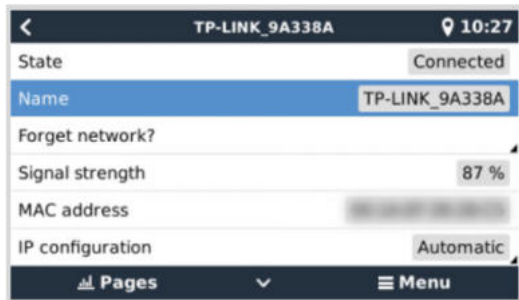 TP-LINK_9A338A 10:27
State Connected
Name TP-LINK_9A338A
Forget network?
Signal strength 87 %
MAC address
IP configuration Automatic
Pages Menu